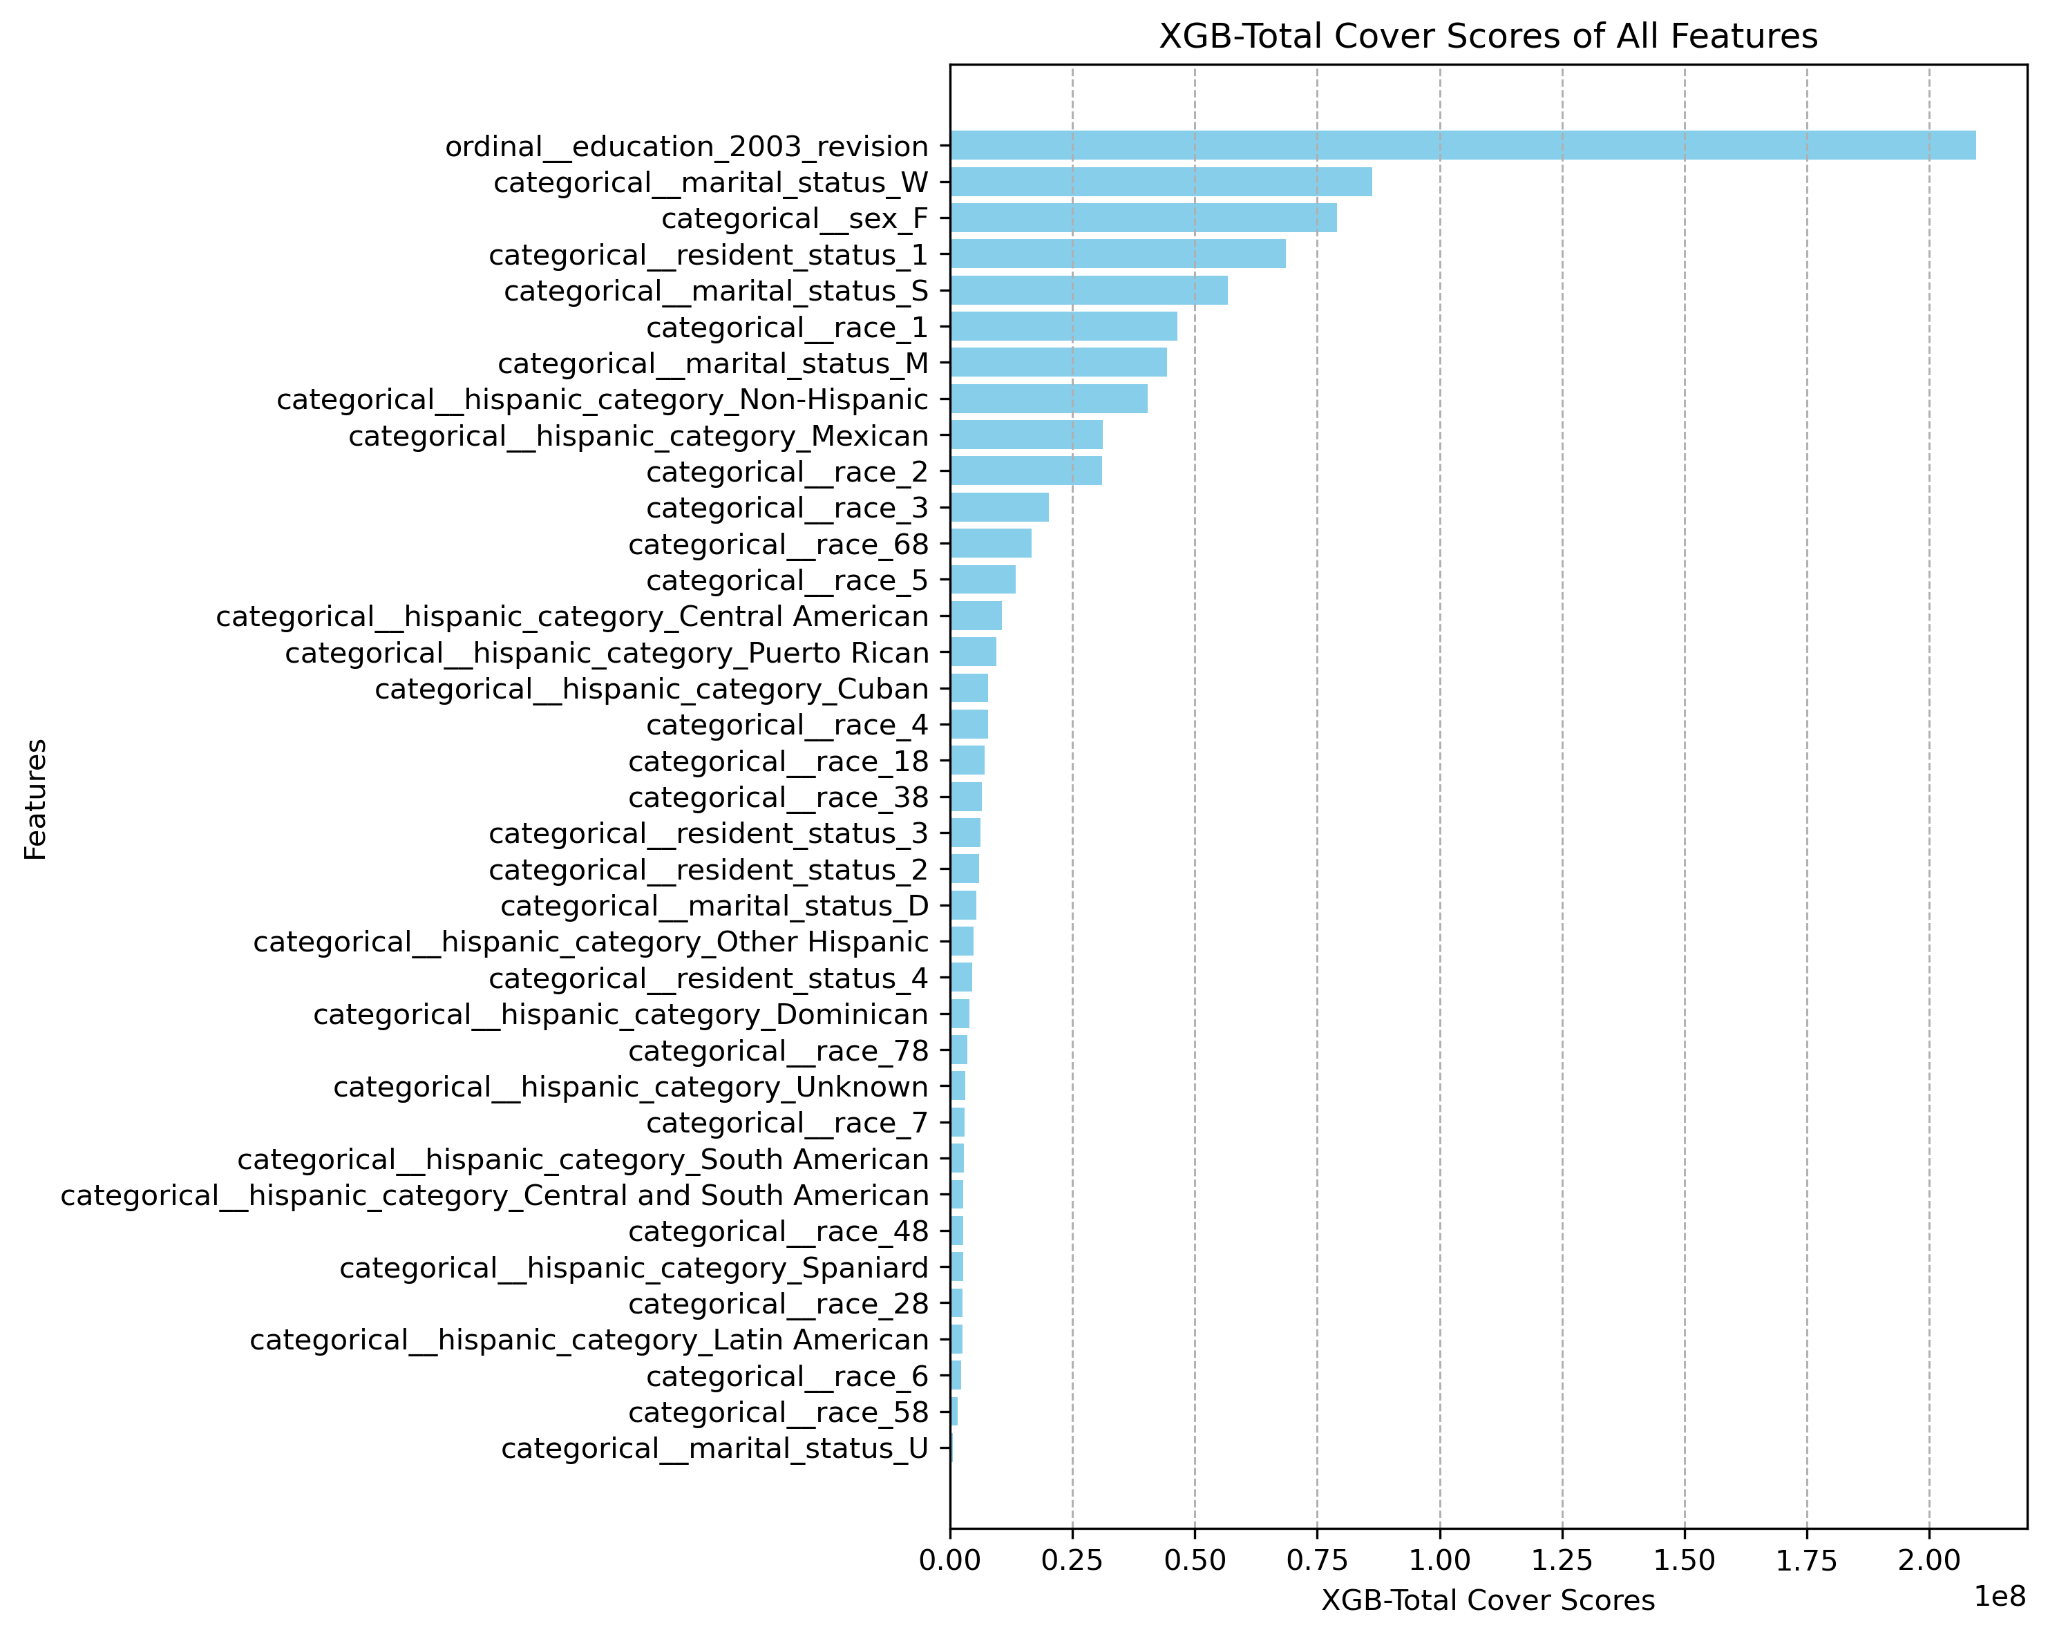 XGB-Total Cover Scores of All Features
ordinal__education_2003_revision
categorical__marital_status_W
categorical__sex_F
categorical__resident_status_1
categorical__marital_status_S
categorical__race_1
categorical__marital_status_M
categorical__hispanic_category_Non-Hispanic
categorical__hispanic_category_Mexican
categorical__race_2
categorical__race_3
categorical__race_68
categorical__race_5
categorical__hispanic_category_Central American
categorical__hispanic_category_Puerto Rican
categorical__hispanic_category_Cuban
categorical__race_4
categorical__race_18
categorical__race_38
categorical__resident_status_3
categorical__resident_status_2
categorical__marital_status_D
categorical__hispanic_category_Other Hispanic
categorical__resident_status_4
categorical__hispanic_category_Dominican
categorical__race_78
categorical__hispanic_category_Unknown
categorical__race_7
categorical__hispanic_category_South American
categorical__hispanic_category_Central and South American
categorical__race_48
categorical__hispanic_category_Spaniard
categorical__race_28
categorical__hispanic_category_Latin American
categorical__race_6
categorical__race_58
categorical__marital_status_U
Features
0.00 0.25 0.50 0.75 1.00 1.25 1.50 1.75 2.00
1e8
XGB-Total Cover Scores